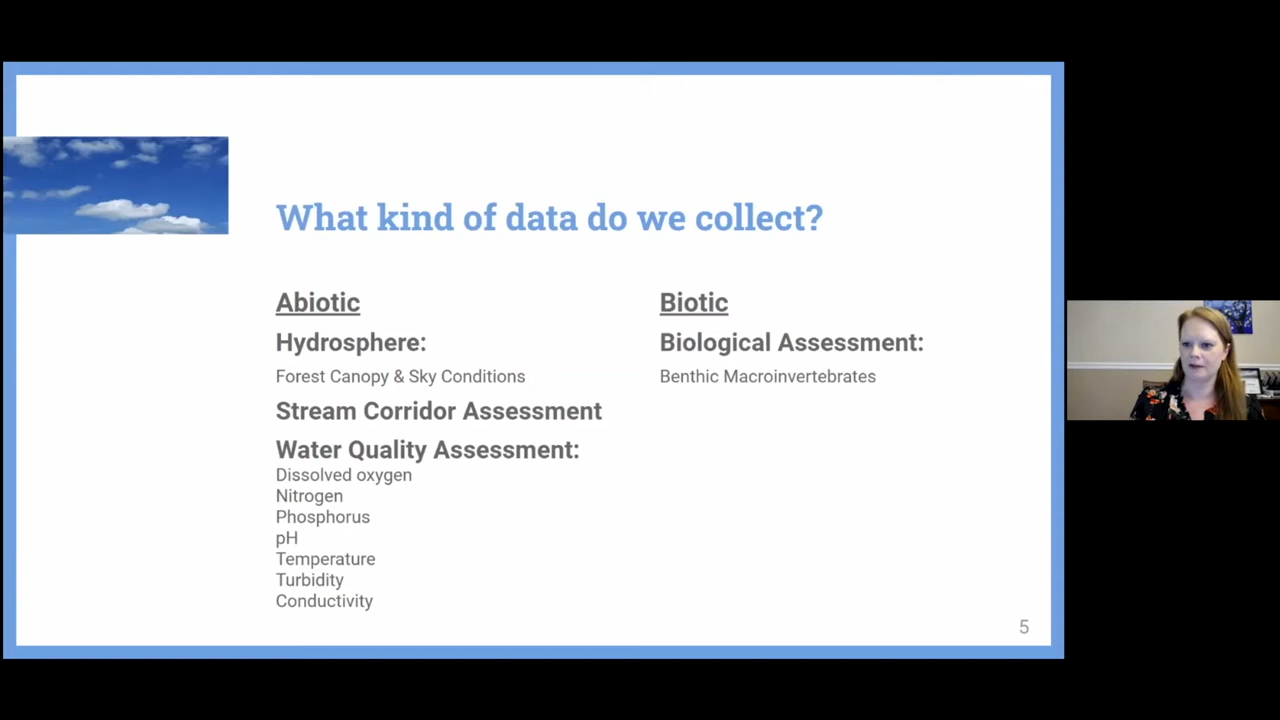 What kind of data do we collect?
Abiotic
Hydrosphere:
Forest Canopy & Sky Conditions
Stream Corridor Assessment
Water Quality Assessment:
Dissolved oxygen
Nitrogen
Phosphorus
pH
Temperature
Turbidity
Conductivity
Biotic
Biological Assessment:
Benthic Macroinvertebrates
5